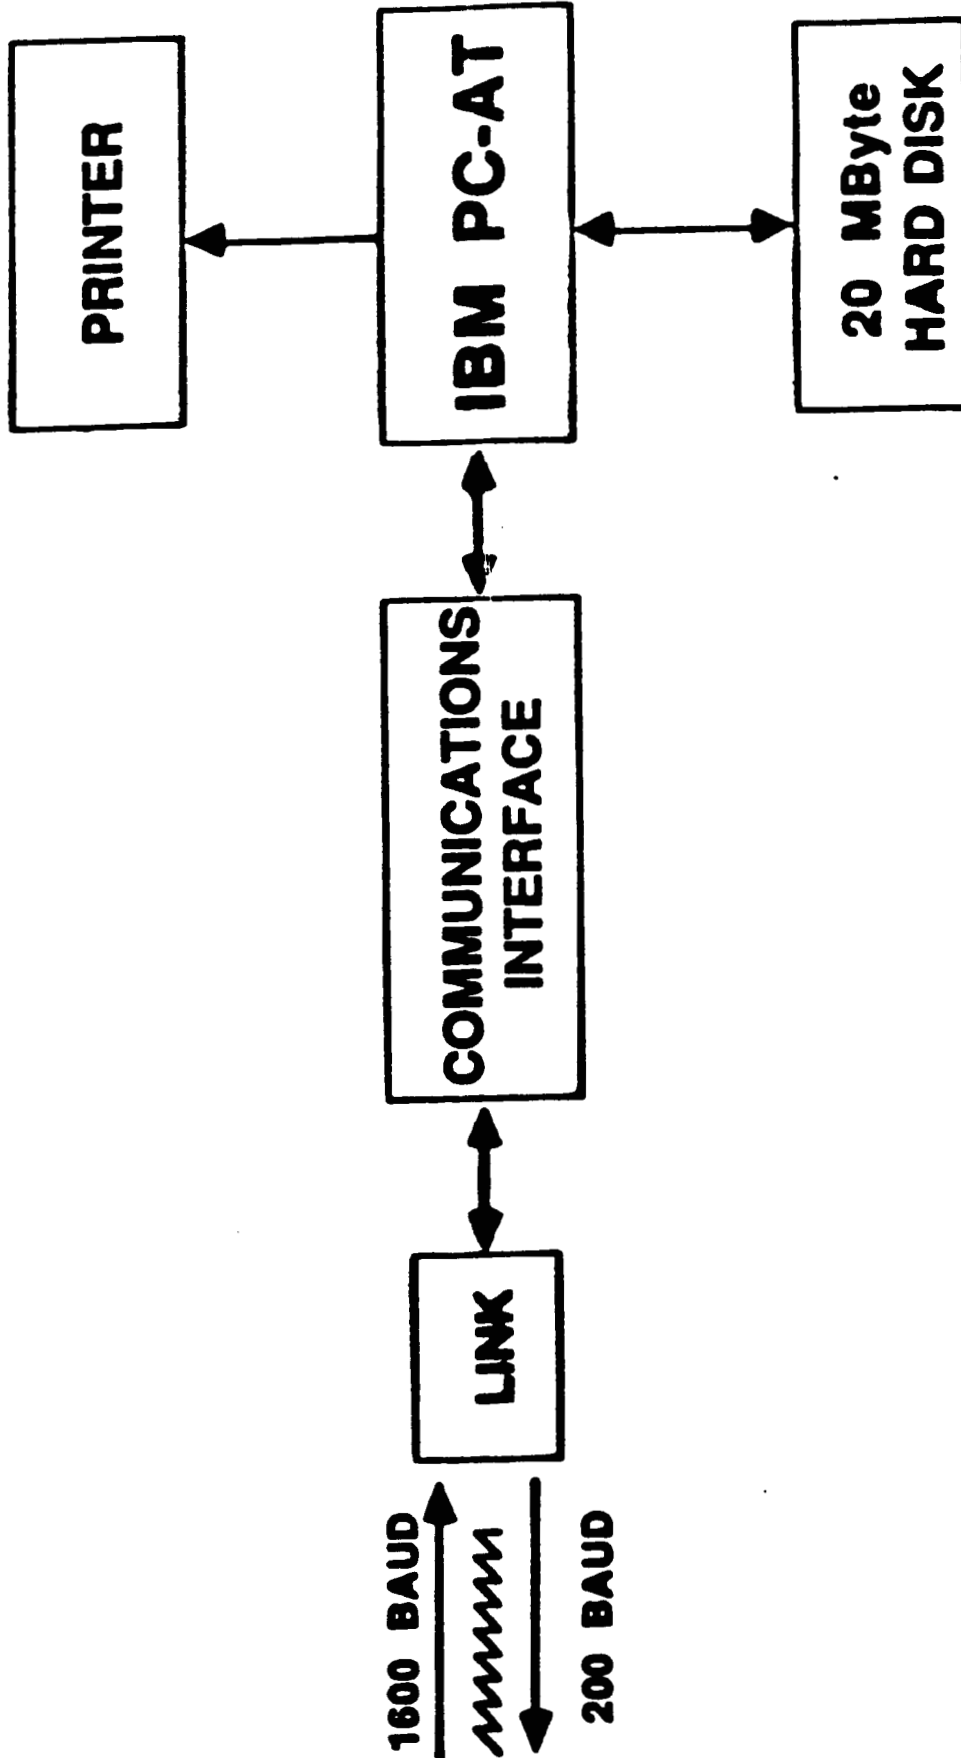 PRINTER
IBM PC-AT
20 MByte
HARD DISK
COMMUNICATIONS
INTERFACE
LINK
1600 BAUD
200 BAUD